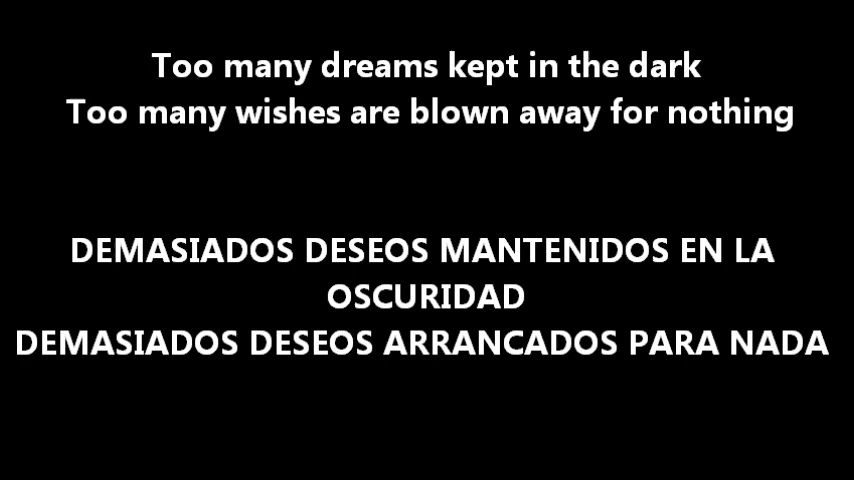 Too many dreams kept in the dark
Too many wishes are blown away for nothing
DEMASIADOS DESEOS MANTENIDOS EN LA
OSCURIDAD
DEMASIADOS DESEOS ARRANCADOS PARA NADA